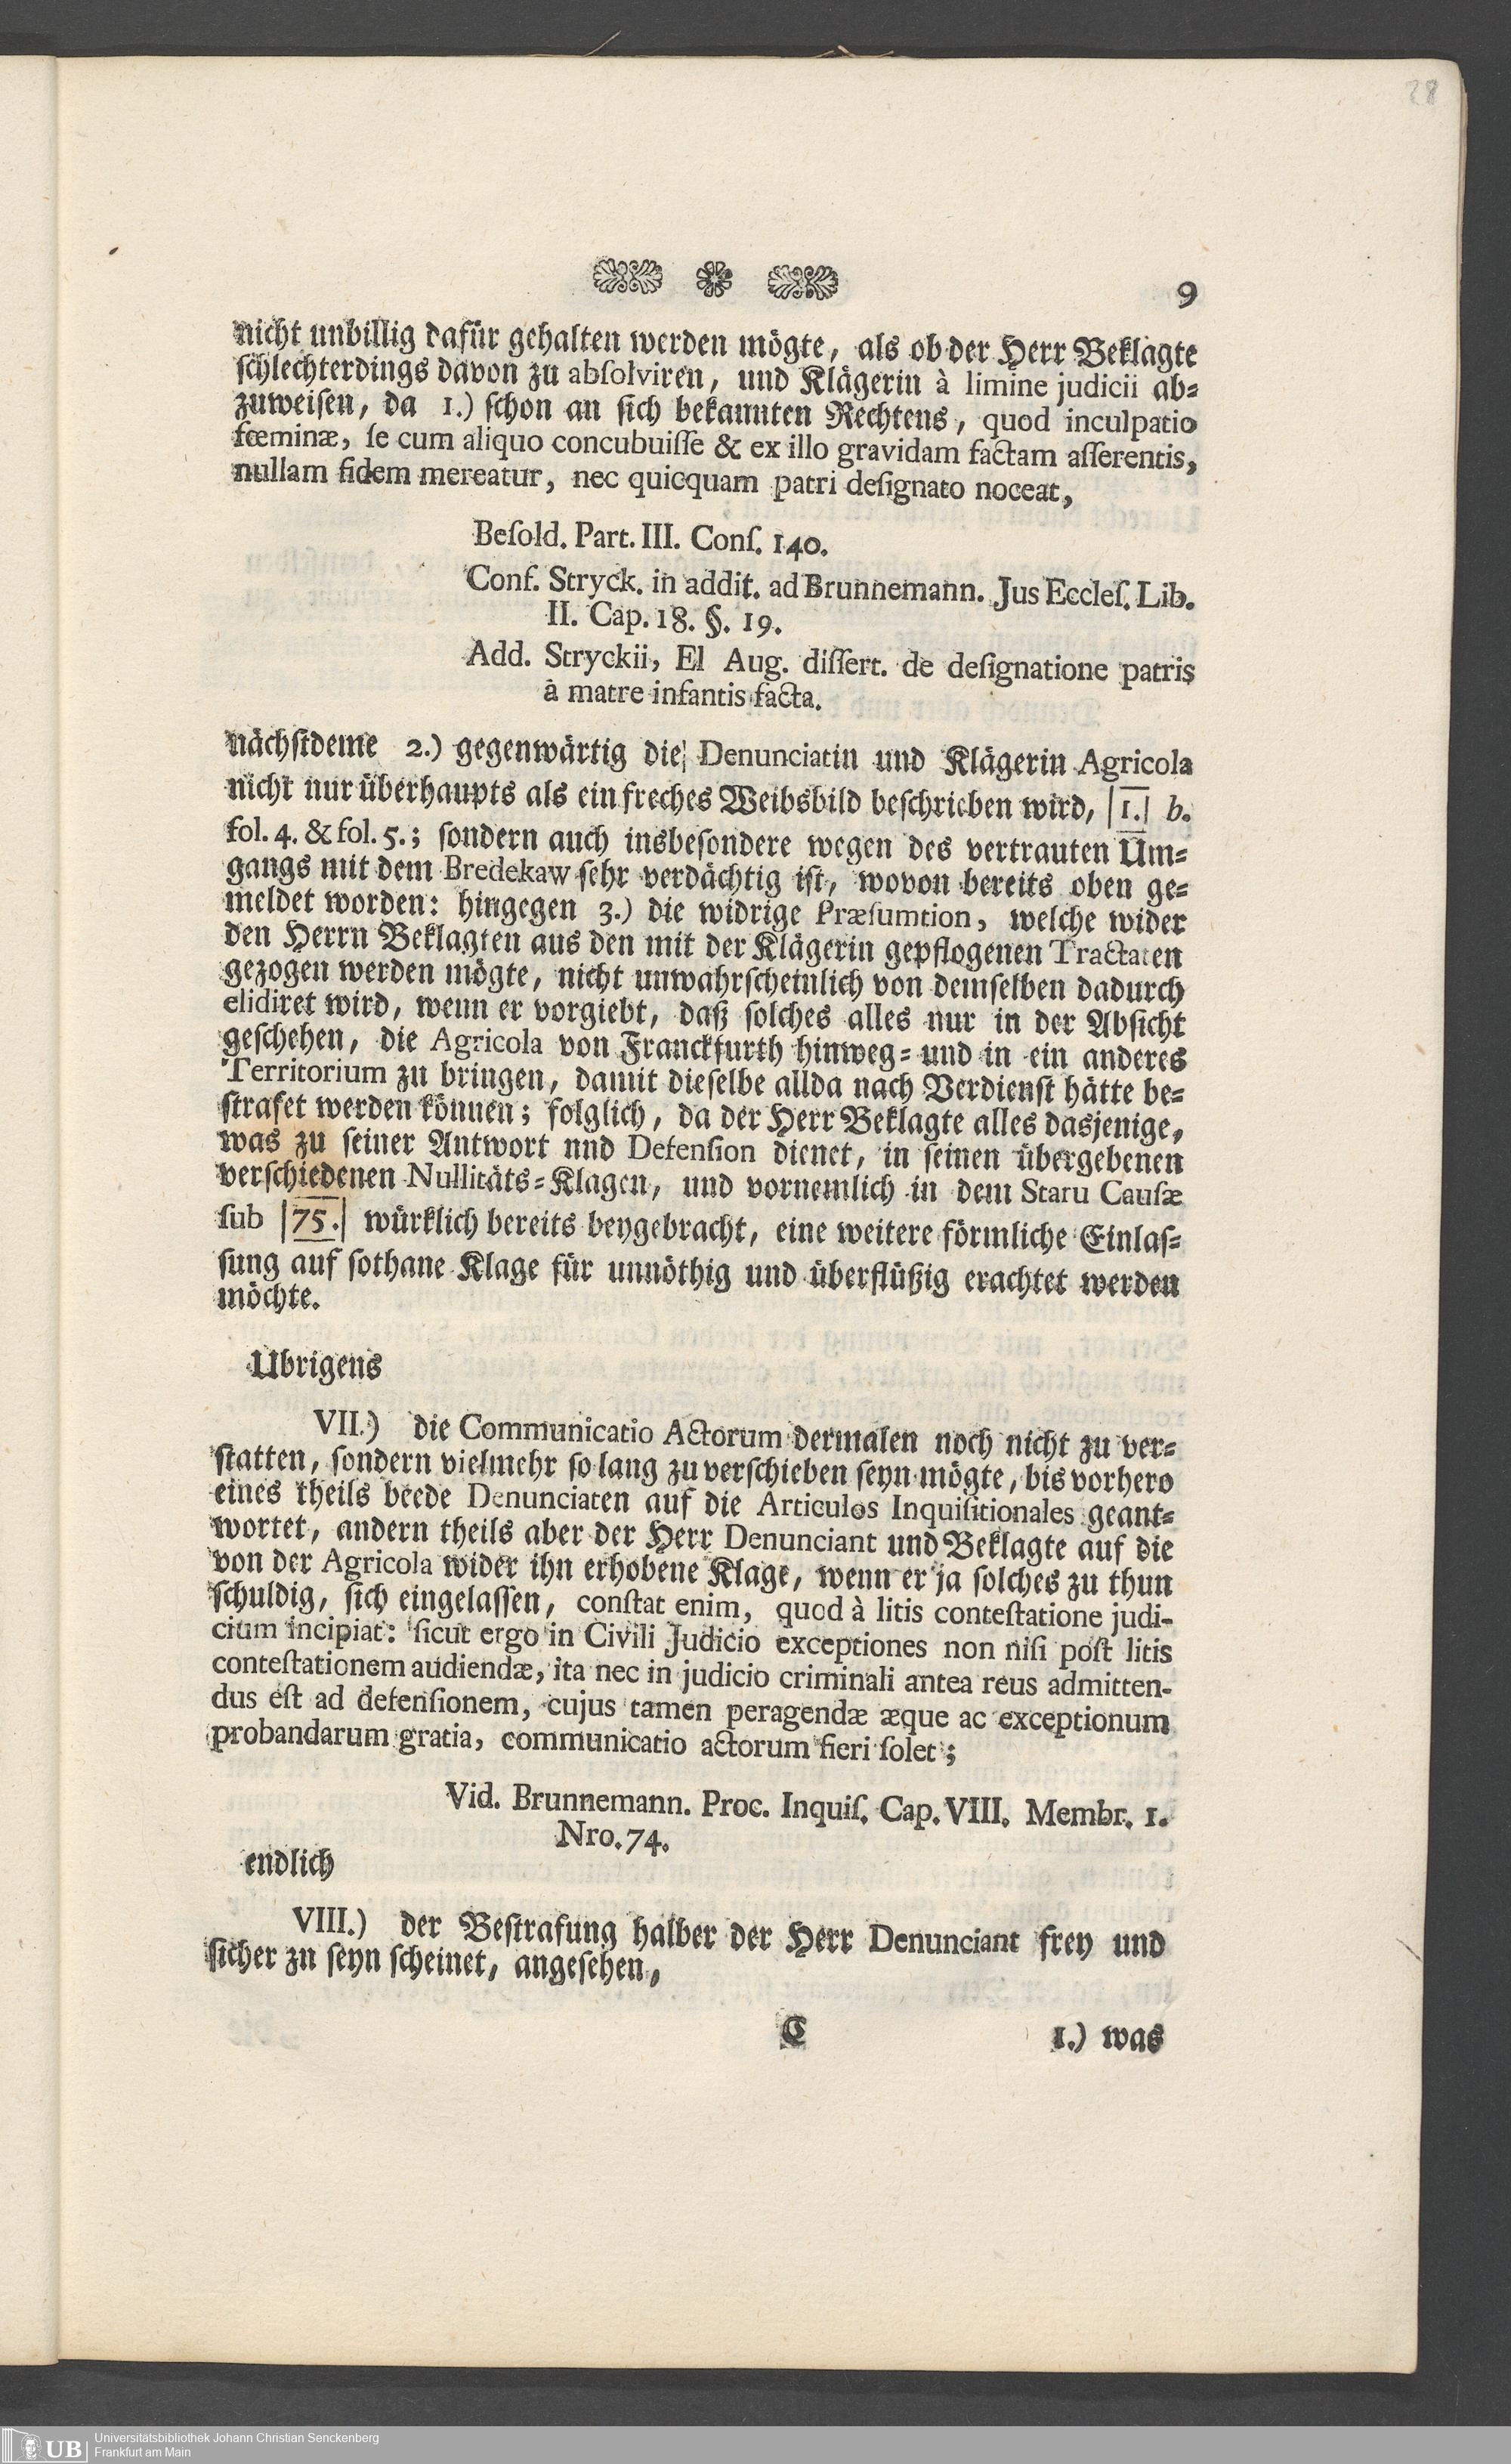 28
9
nicht unbillig dafür gehalten werden mögte, als ob der Herr Beklagte
schlechterdings davon zu abſolviren, und Klägerin à limine judicii ab-
zuweisen, da 1.) schon an sich bekannten Rechtens, quod inculpatio
fœminæ, ſe cum aliquo concubuiſſe & ex illo gravidam factam aſſerentis,
nullam fidem mereatur, nec quicquam patri deſignato noceat,
Beſold. Part. III. Conſ. 140.
Conf. Stryck. in addit. ad Brunnemann. Jus Eccleſ. Lib.
II. Cap. 18. §. 19.
Add. Stryckii, El Aug. diſſert. de deſignatione patris
à matre infantis facta.
nächstdeme 2.) gegenwärtig die Denunciatin und Klägerin Agricola
nicht nur überhaupts als ein freches Weibsbild beschrieben wird, |1.| b.
fol. 4. & fol. 5.; sondern auch insbesondere wegen des vertrauten Um-
gangs mit dem Bredekaw sehr verdächtig ist, wovon bereits oben ge-
meldet worden: hingegen 3.) die widrige Præſumtion, welche wider
den Herrn Beklagten aus den mit der Klägerin gepflogenen Tractaten
gezogen werden mögte, nicht unwahrscheinlich von demselben dadurch
elidiret wird, wenn er vorgiebt, daß solches alles nur in der Absicht
geschehen, die Agricola von Franckfurth hinweg- und in ein anderes
Territorium zu bringen, damit dieselbe allda nach Verdienst hätte be-
strafet werden können; folglich, da der Herr Beklagte alles dasjenige,
was zu seiner Antwort nnd Defenſion dienet, in seinen übergebenen
verschiedenen Nullitäts-Klagen, und vornemlich in dem Statu Cauſæ
ſub |75.| würklich bereits beygebracht, eine weitere förmliche Einlas-
sung auf sothane Klage für unnöthig und überflüßig erachtet werden
möchte.
Ubrigens
VII.) die Communicatio Actorum dermalen noch nicht zu ver-
statten, sondern vielmehr so lang zu verschieben seyn mögte, bis vorhero
eines theils beede Denunciaten auf die Articulos Inquiſitionales geant-
wortet, andern theils aber der Herr Denunciant und Beklagte auf die
von der Agricola wider ihn erhobene Klage, wenn er ja solches zu thun
schuldig, sich eingelassen, conſtat enim, quod à litis conteſtatione judi-
cium incipiat: ſicut ergo in Civili Judicio exceptiones non niſi poſt litis
conteſtationem audiendæ, ita nec in judicio criminali antea reus admitten-
dus eſt ad defenſionem, cujus tamen peragendæ æque ac exceptionum
probandarum gratia, communicatio actorum fieri ſolet;
Vid. Brunnemann. Proc. Inquiſ. Cap. VIII. Membr. 1.
Nro. 74.
endlich
VIII.) der Bestrafung halber der Herr Denunciant frey und
sicher zu seyn scheinet, angesehen,
C 1.) was
UB Universitätsbibliothek Johann Christian Senckenberg
Frankfurt am Main